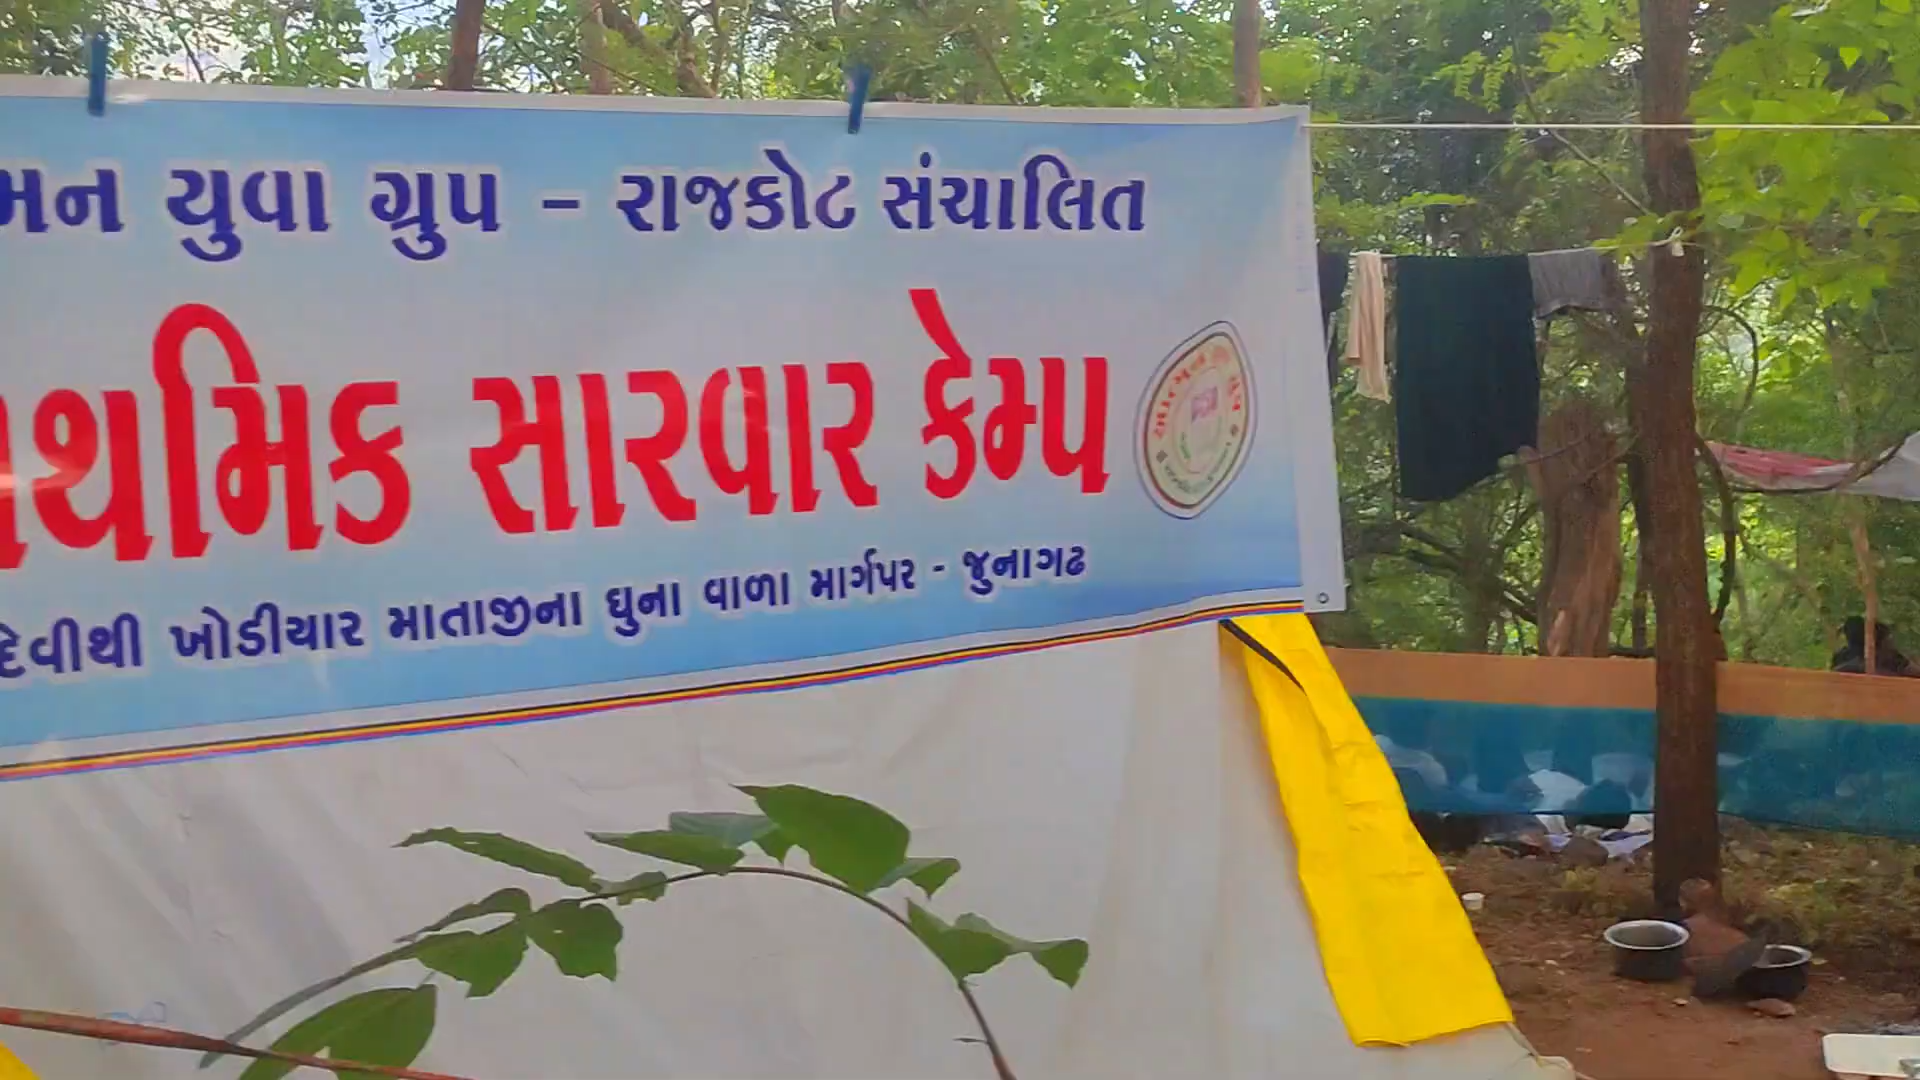 મન યુવા ગ્રુપ - રાજકોટ સંચાલિત
ાથમિક સારવાર કેમ્પ
દેવીથી ખોડીયાર માતાજીના ઘુના વાળા માર્ગપર - જુનાગઢ